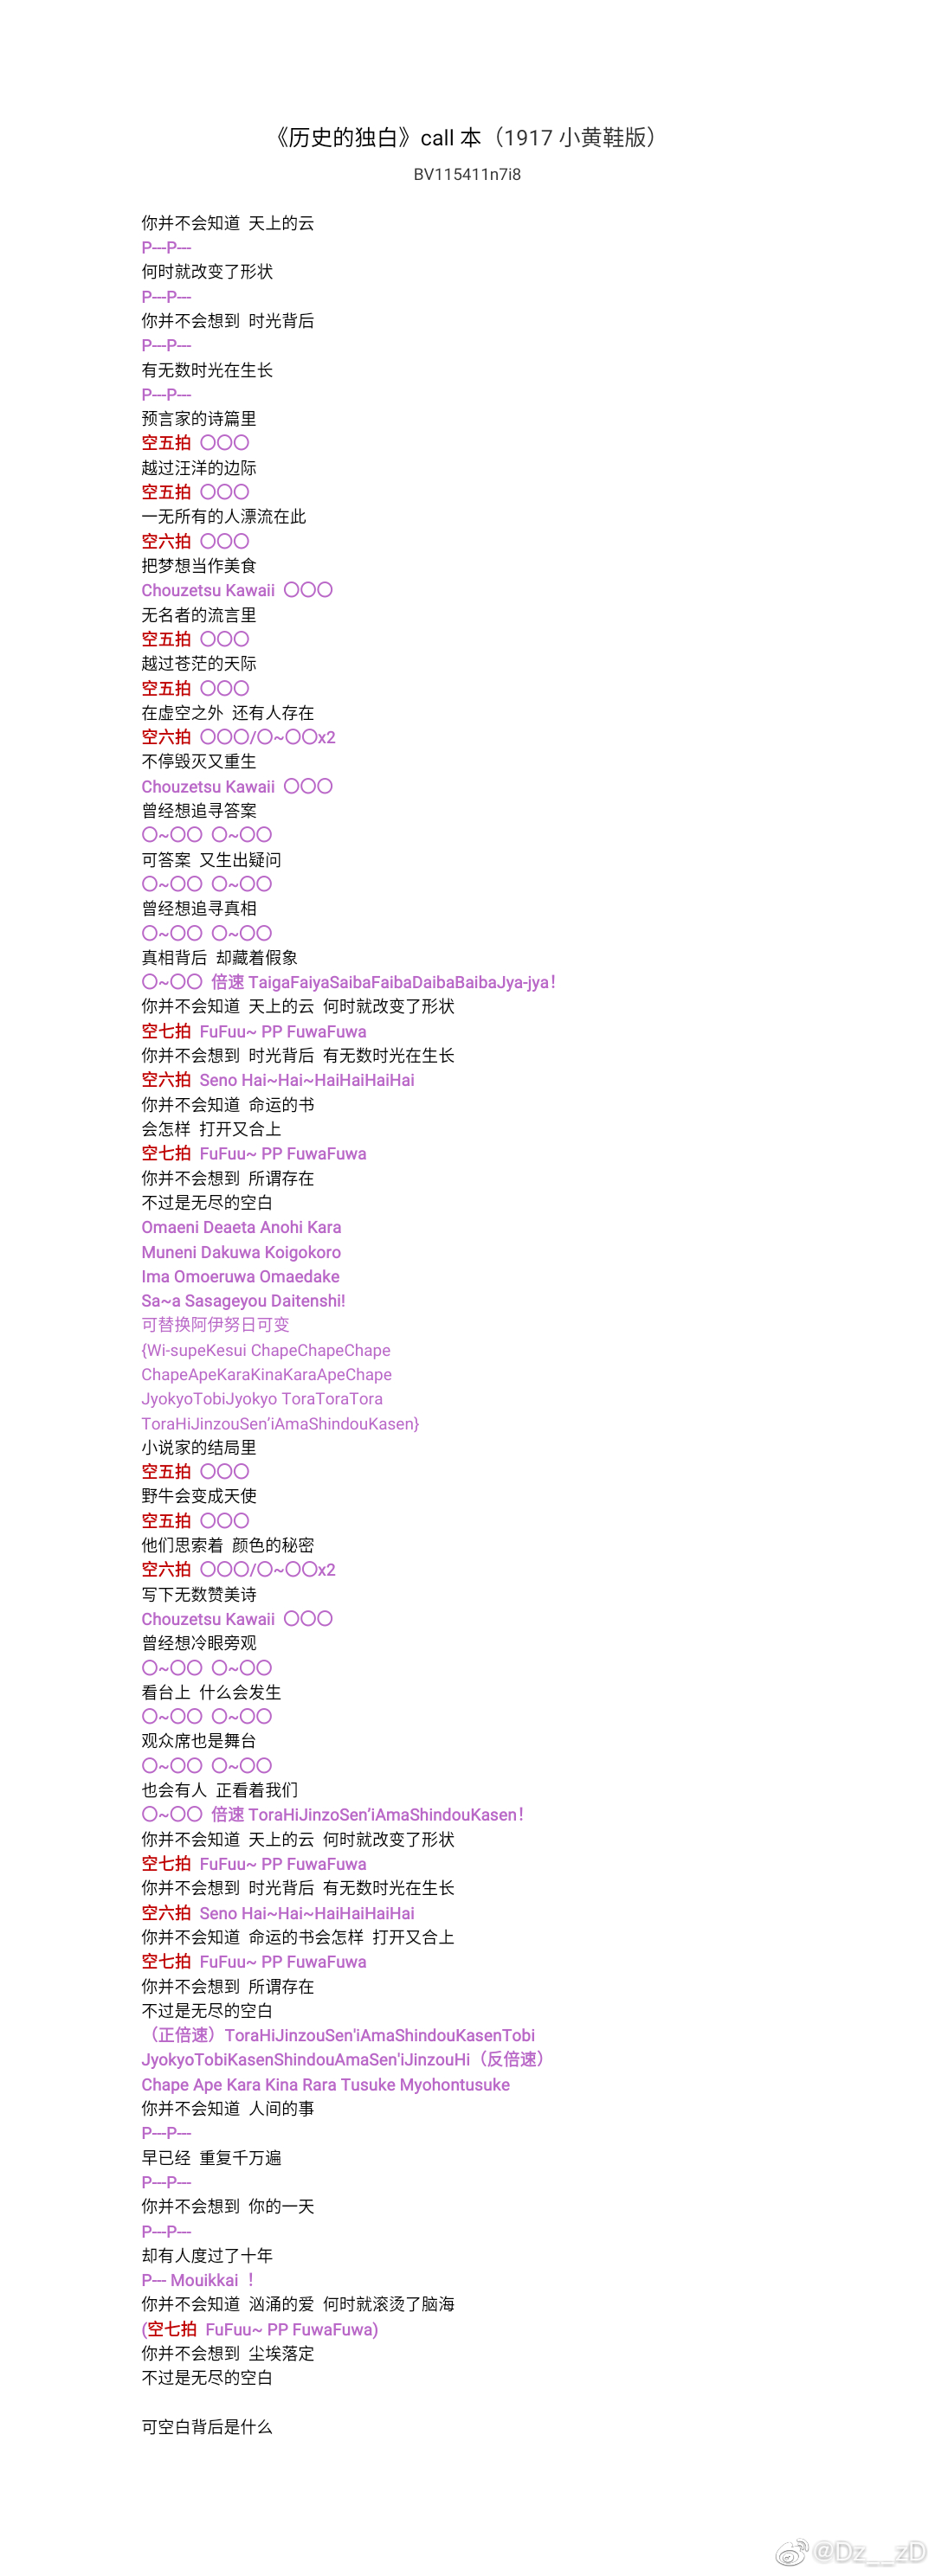 《历史的独白》call 本（1917 小黄鞋版）
BV115411n7i8
你并不会知道 天上的云
P---P---
何时就改变了形状
P---P---
你并不会想到 时光背后
P---P---
有无数时光在生长
P---P---
预言家的诗篇里
空五拍 〇〇〇
越过汪洋的边际
空五拍 〇〇〇
一无所有的人漂流在此
空六拍 〇〇〇
把梦想当作美食
Chouzetsu Kawaii 〇〇〇
无名者的流言里
空五拍 〇〇〇
越过苍茫的天际
空五拍 〇〇〇
在虚空之外 还有人存在
空六拍 〇〇〇/〇~〇〇x2
不停毁灭又重生
Chouzetsu Kawaii 〇〇〇
曾经想追寻答案
〇~〇〇 〇~〇〇
可答案 又生出疑问
〇~〇〇 〇~〇〇
曾经想追寻真相
〇~〇〇 〇~〇〇
真相背后 却藏着假象
〇~〇〇 倍速 TaigaFaiyaSaibaFaibaDaibaBaibaJya-jya！
你并不会知道 天上的云 何时就改变了形状
空七拍 FuFuu~ PP FuwaFuwa
你并不会想到 时光背后 有无数时光在生长
空六拍 Seno Hai~Hai~HaiHaiHaiHai
你并不会知道 命运的书
会怎样 打开又合上
空七拍 FuFuu~ PP FuwaFuwa
你并不会想到 所谓存在
不过是无尽的空白
Omaeni Deaeta Anohi Kara
Muneni Dakuwa Koigokoro
Ima Omoeruwa Omaedake
Sa~a Sasageyou Daitenshi!
可替换阿伊努日可变
{Wi-supeKesui ChapeChapeChape
ChapeApeKaraKinaKaraApeChape
JyokyoTobiJyokyo ToraToraTora
ToraHiJinzouSen’iAmaShindouKasen}
小说家的结局里
空五拍 〇〇〇
野牛会变成天使
空五拍 〇〇〇
他们思索着 颜色的秘密
空六拍 〇〇〇/〇~〇〇x2
写下无数赞美诗
Chouzetsu Kawaii 〇〇〇
曾经想冷眼旁观
〇~〇〇 〇~〇〇
看台上 什么会发生
〇~〇〇 〇~〇〇
观众席也是舞台
〇~〇〇 〇~〇〇
也会有人 正看着我们
〇~〇〇 倍速 ToraHiJinzoSen’iAmaShindouKasen！
你并不会知道 天上的云 何时就改变了形状
空七拍 FuFuu~ PP FuwaFuwa
你并不会想到 时光背后 有无数时光在生长
空六拍 Seno Hai~Hai~HaiHaiHaiHai
你并不会知道 命运的书会怎样 打开又合上
空七拍 FuFuu~ PP FuwaFuwa
你并不会想到 所谓存在
不过是无尽的空白
（正倍速）ToraHiJinzouSen'iAmaShindouKasenTobi
JyokyoTobiKasenShindouAmaSen'iJinzouHi（反倍速）
Chape Ape Kara Kina Rara Tusuke Myohontusuke
你并不会知道 人间的事
P---P---
早已经 重复千万遍
P---P---
你并不会想到 你的一天
P---P---
却有人度过了十年
P--- Mouikkai ！
你并不会知道 汹涌的爱 何时就滚烫了脑海
(空七拍 FuFuu~ PP FuwaFuwa)
你并不会想到 尘埃落定
不过是无尽的空白
可空白背后是什么
@Dz__zD